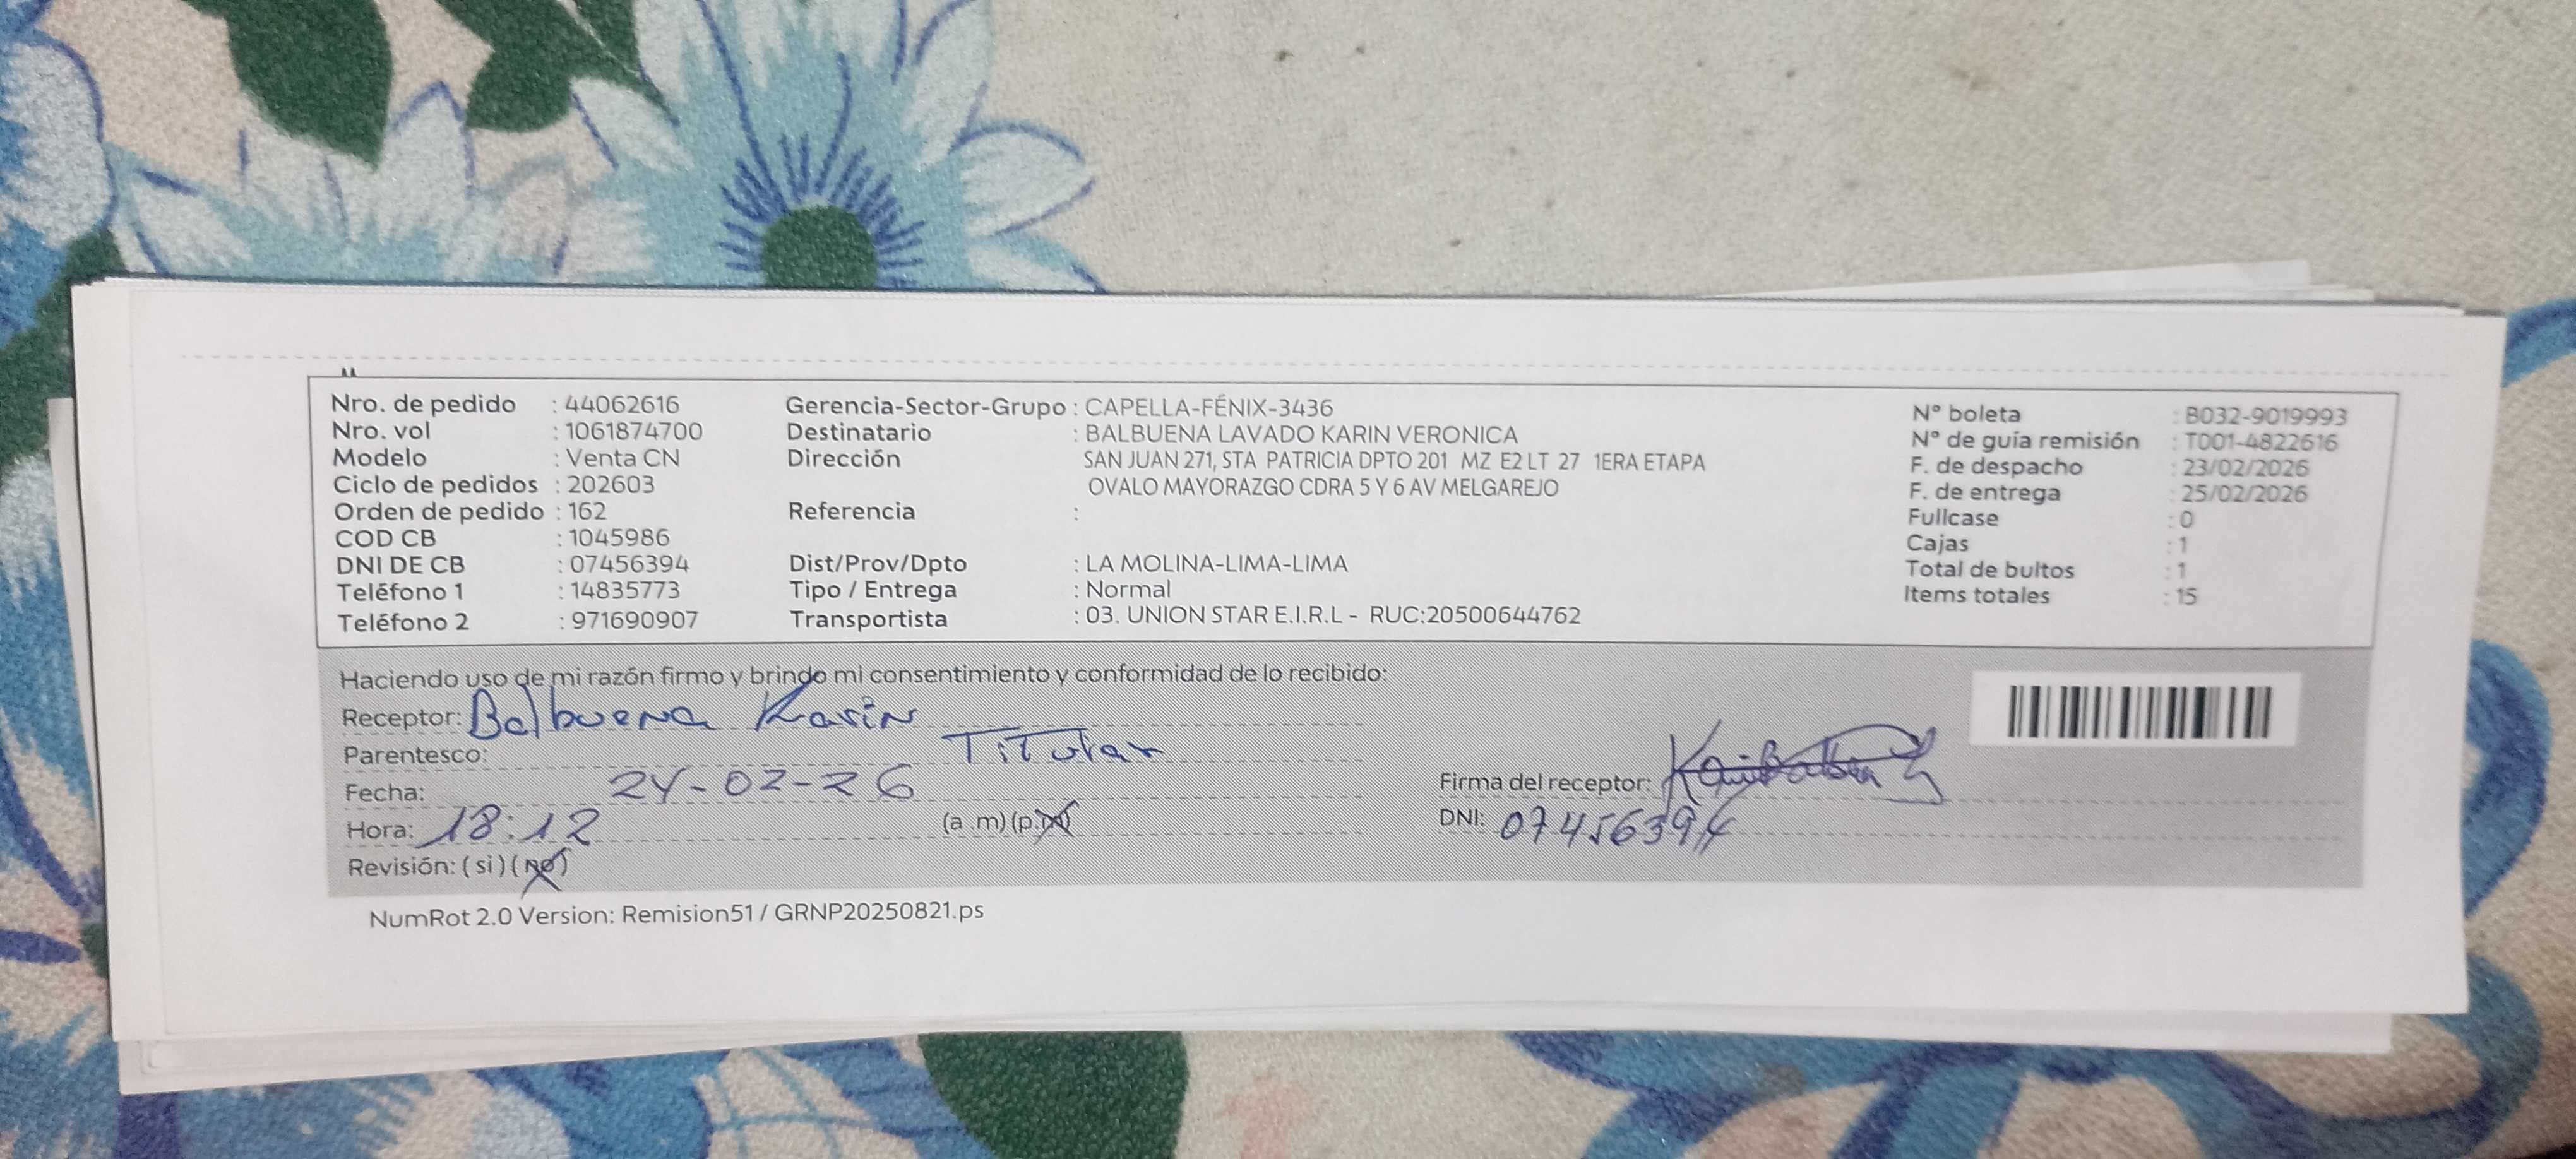 Nro. de pedido : 44062616
Nro. vol : 1061874700
Modelo : Venta CN
Ciclo de pedidos : 202603
Orden de pedido : 162
COD CB : 1045986
DNI DE CB : 07456394
Teléfono 1 : 14835773
Teléfono 2 : 971690907
Gerencia-Sector-Grupo : CAPELLA-FÉNIX-3436
Destinatario : BALBUENA LAVADO KARIN VERONICA
Dirección SAN JUAN 271, STA PATRICIA DPTO 201 MZ E2 LT 27 1ERA ETAPA
OVALO MAYORAZGO CDRA 5 Y 6 AV MELGAREJO
Referencia :
Dist/Prov/Dpto : LA MOLINA-LIMA-LIMA
Tipo / Entrega : Normal
Transportista : 03. UNION STAR E.I.R.L - RUC:20500644762
N° boleta : B032-9019993
N° de guía remisión : T001-4822616
F. de despacho : 23/02/2026
F. de entrega : 25/02/2026
Fullcase : 0
Cajas : 1
Total de bultos : 1
Items totales : 15
Haciendo uso de mi razón firmo y brindo mi consentimiento y conformidad de lo recibido:
Receptor: Balbuena Karin
Parentesco: Titular
Fecha: 24-02-26
Hora: 18:12 (a .m) (p.m)
Revisión: ( si ) ( no )
Firma del receptor:
DNI: 07456394
NumRot 2.0 Version: Remision51 / GRNP20250821.ps